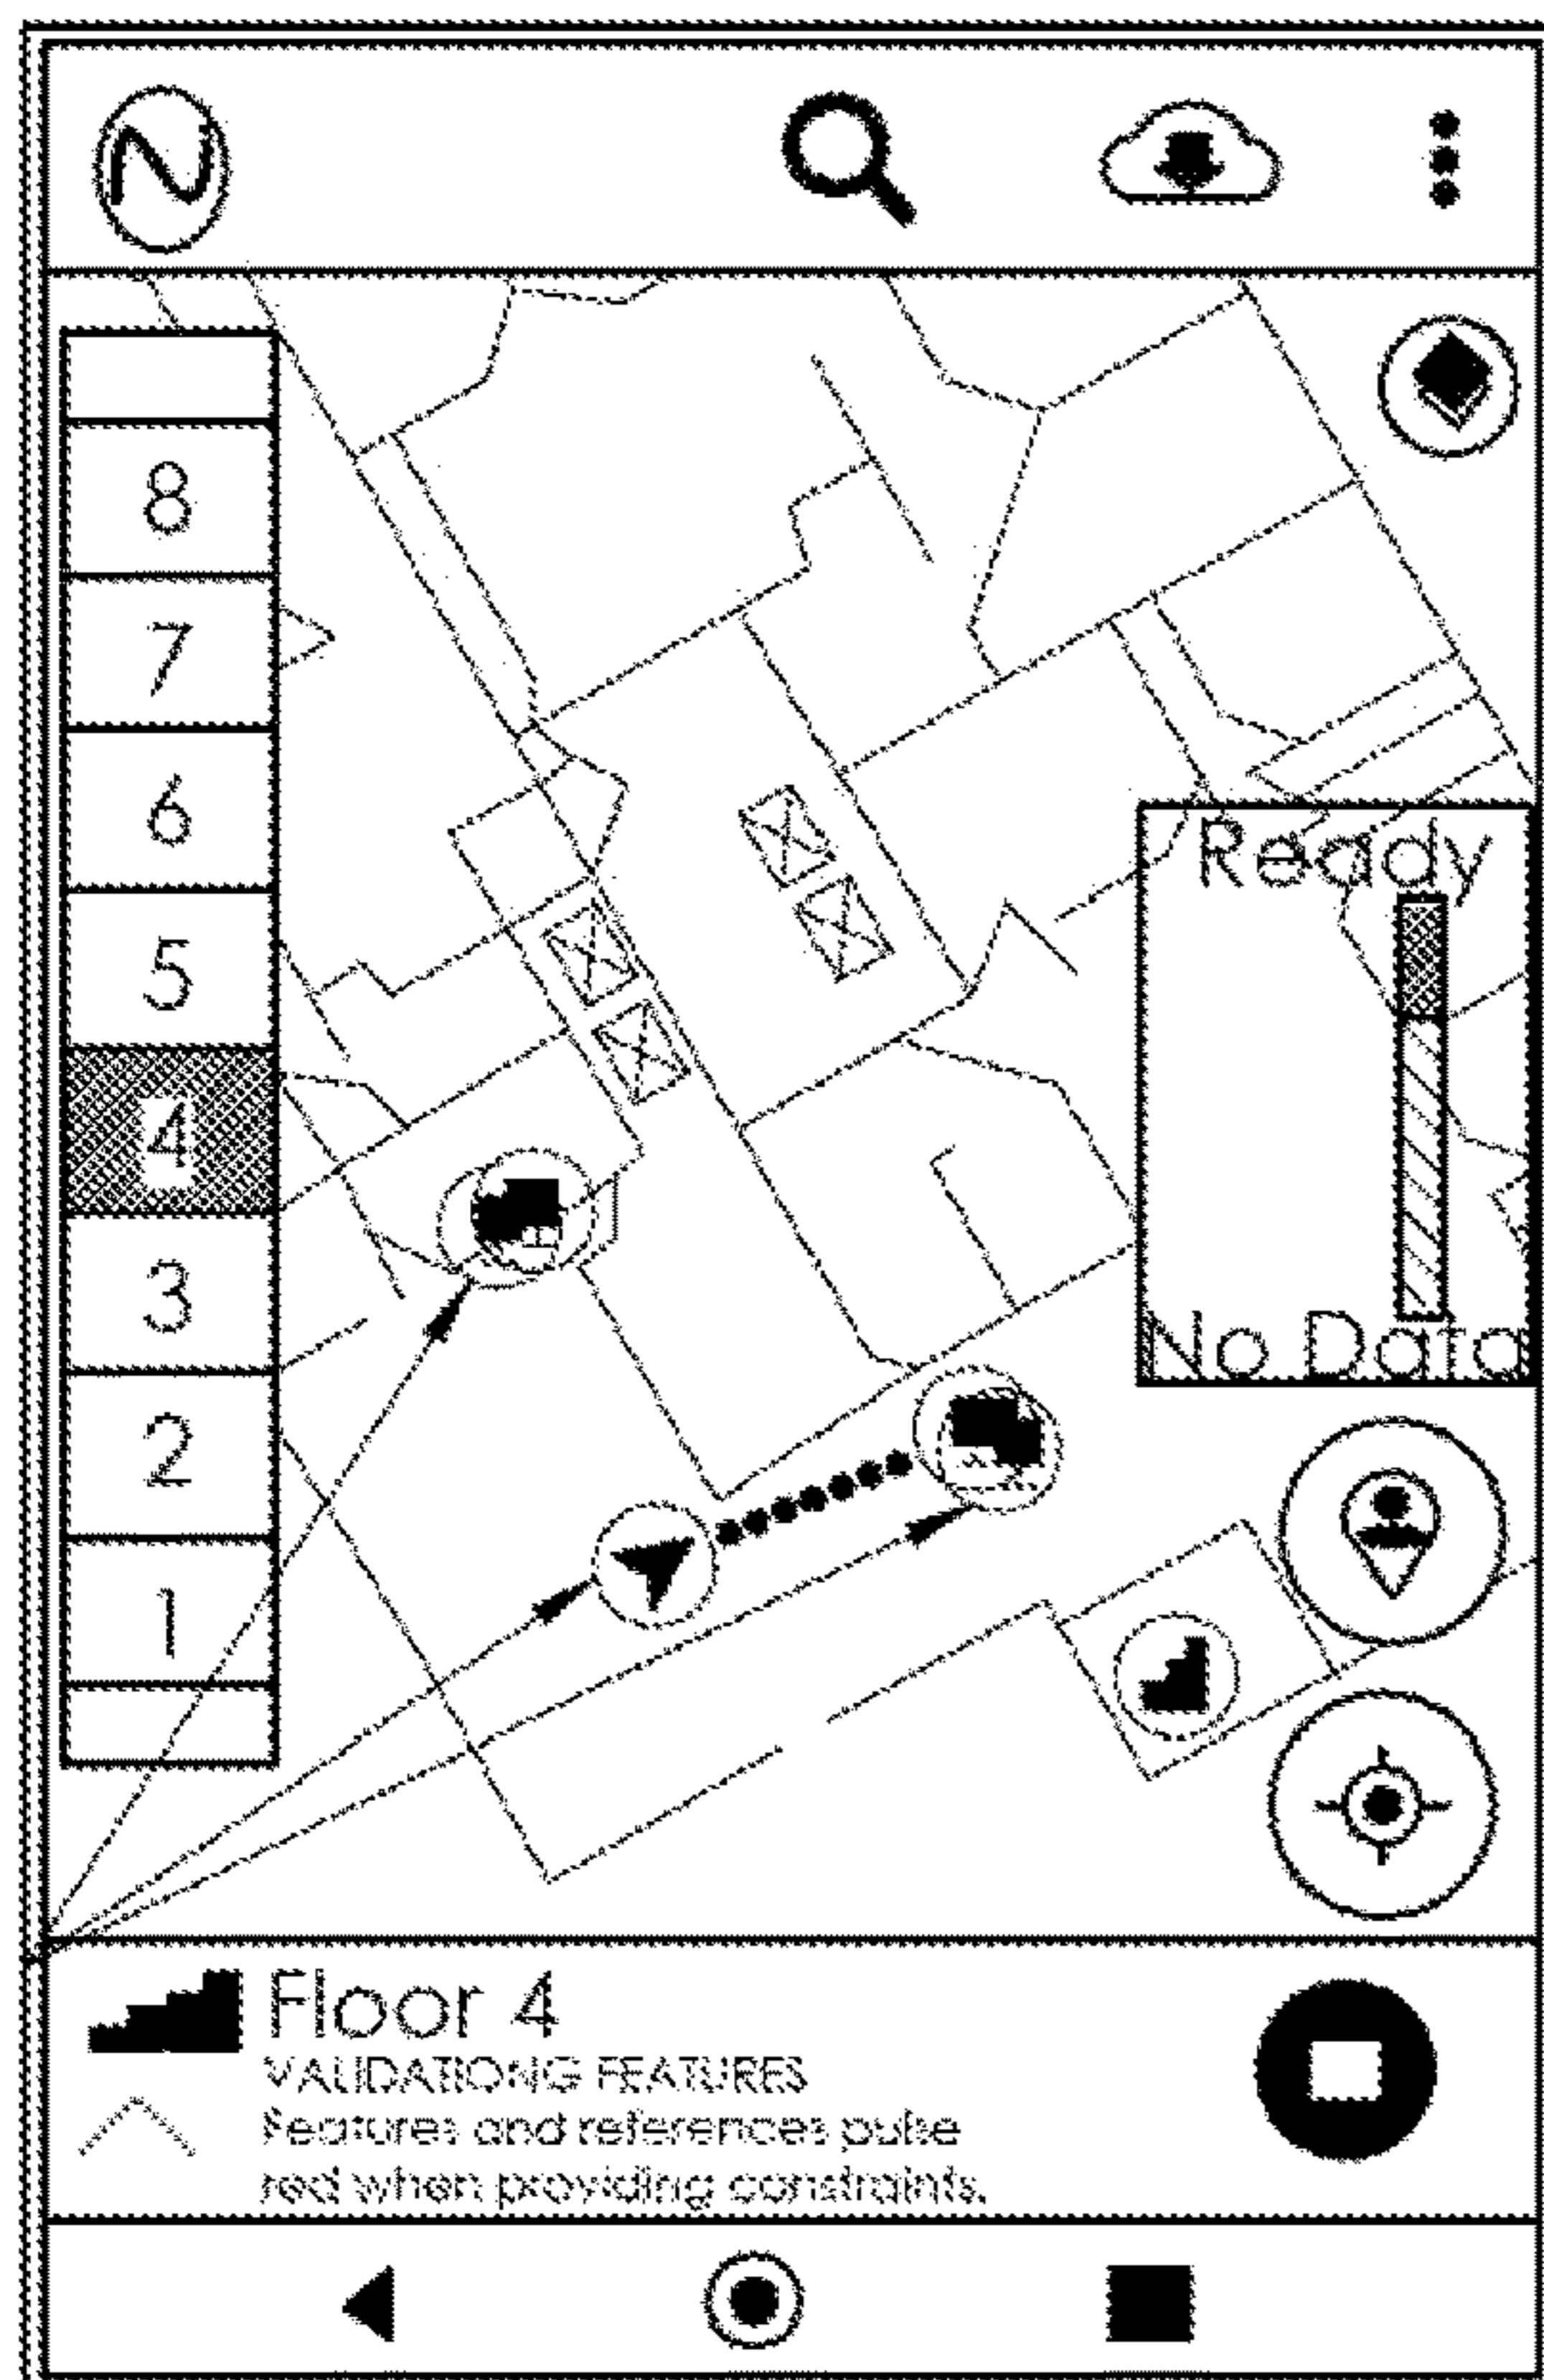 8
7
6
5
4
3
2
1
Ready
No Data
Floor 4
VALIDATIONG FEATURES
Features and references pulse
red when providing constraints.